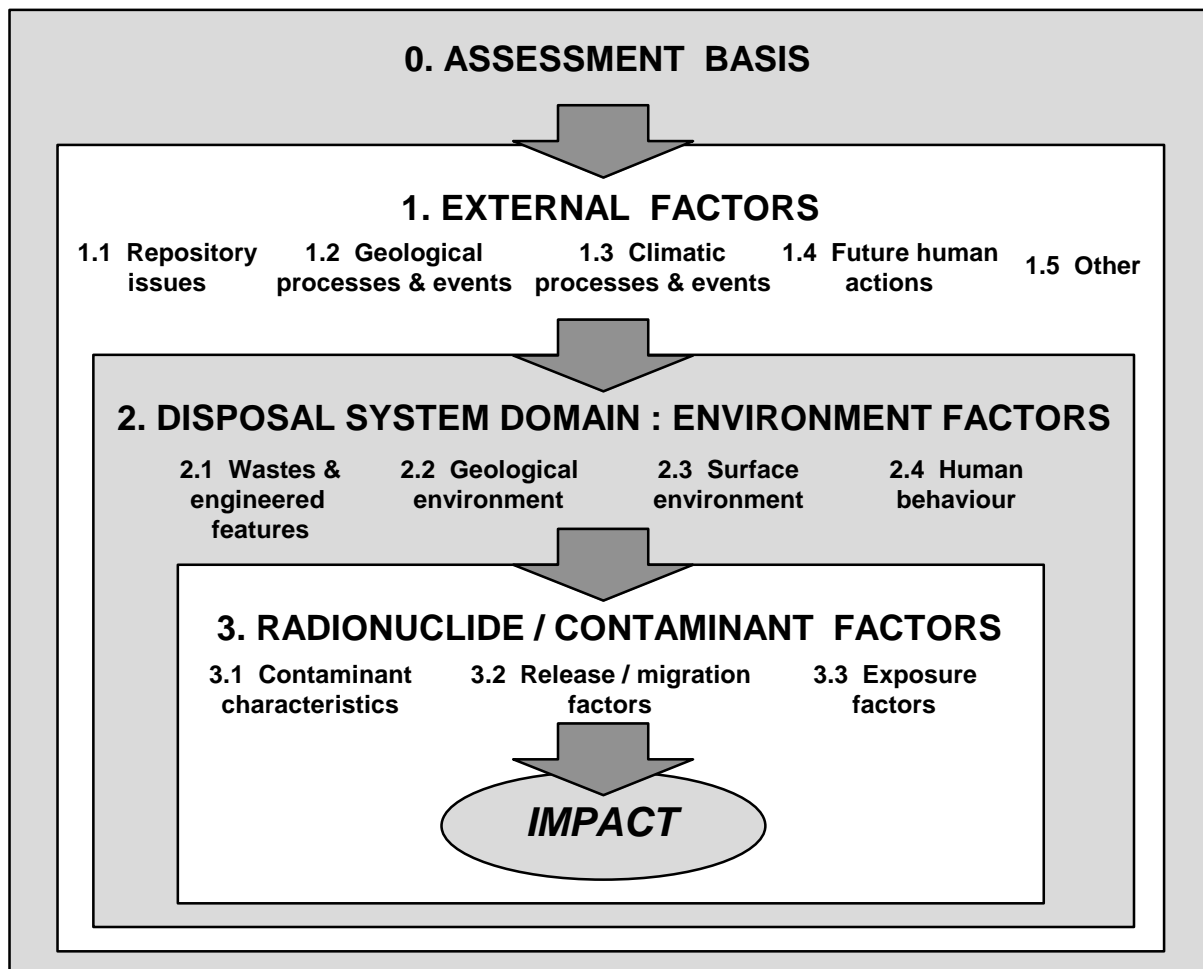 0. ASSESSMENT BASIS
1. EXTERNAL FACTORS
1.1 Repository
issues
1.2 Geological
processes & events
1.3 Climatic
processes & events
1.4 Future human
actions
1.5 Other
2. DISPOSAL SYSTEM DOMAIN : ENVIRONMENT FACTORS
2.1 Wastes &
engineered
features
2.2 Geological
environment
2.3 Surface
environment
2.4 Human
behaviour
3. RADIONUCLIDE / CONTAMINANT FACTORS
3.1 Contaminant
characteristics
3.2 Release / migration
factors
3.3 Exposure
factors
IMPACT